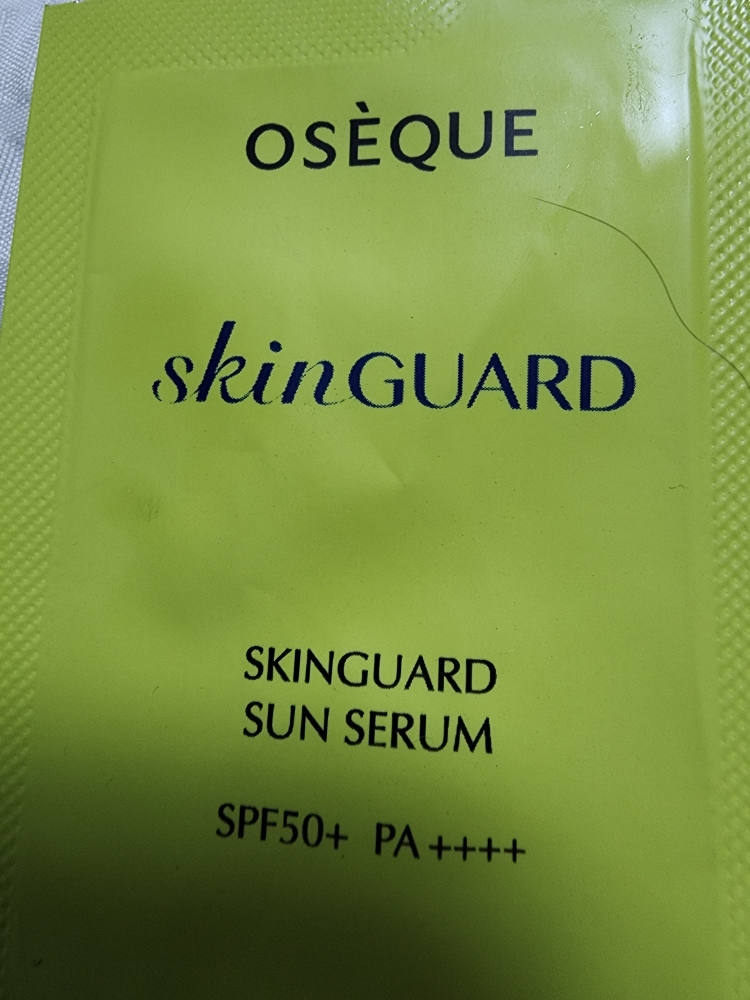 OSÈQUE
skinGUARD
SKINGUARD
SUN SERUM
SPF50+ PA++++